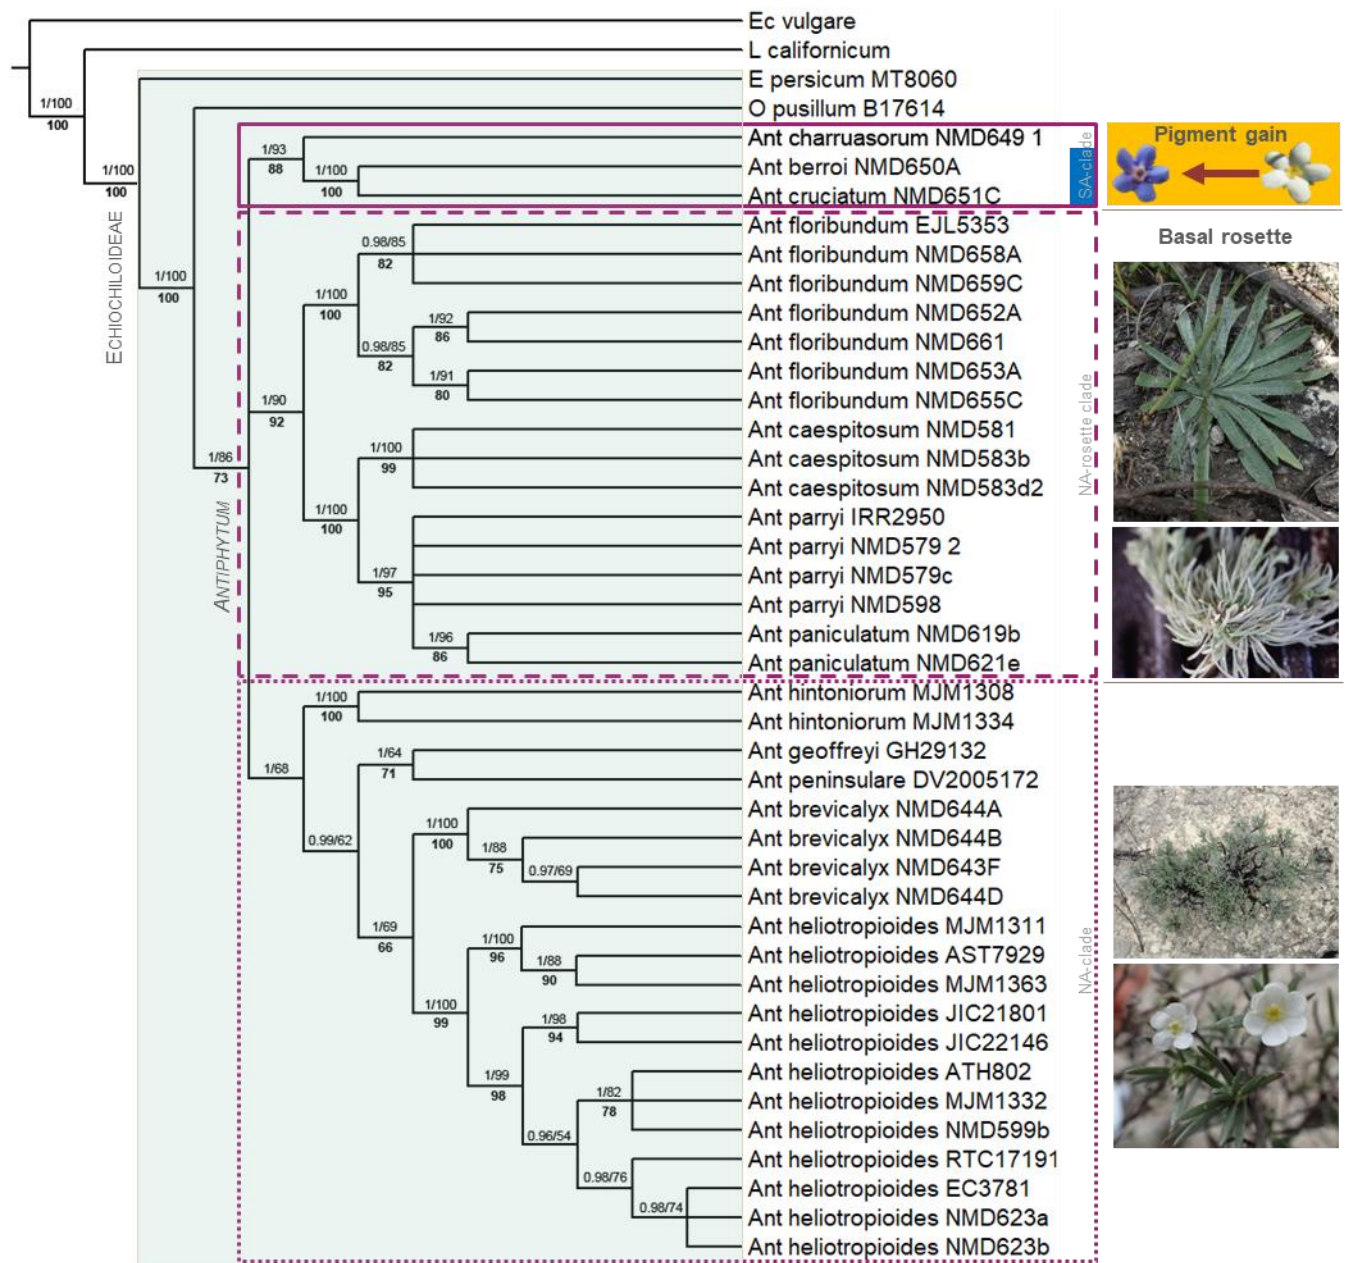 Ec vulgare
L californicum
E persicum MT8060
1/100
100
O pusillum B17614
Ant charruasorum NMD649 1
Pigment gain
1/93
88
Ant berroi NMD650A
1/100
100
1/100
100
Ant cruciatum NMD651C
SA-clade
ECHIOCHILOIDEAE
Ant floribundum EJL5353
Basal rosette
0.98/85
82
Ant floribundum NMD658A
1/100
100
Ant floribundum NMD659C
1/100
100
Ant floribundum NMD652A
1/92
86
Ant floribundum NMD661
0.98/85
82
Ant floribundum NMD653A
1/91
80
Ant floribundum NMD655C
1/90
92
Ant caespitosum NMD581
1/100
99
Ant caespitosum NMD583b
NA-rosette clade
1/86
73
Ant caespitosum NMD583d2
1/100
100
Ant parryi IRR2950
Ant parryi NMD579 2
ANTIPHYTUM
Ant parryi NMD579c
1/97
95
Ant parryi NMD598
Ant paniculatum NMD619b
1/96
86
Ant paniculatum NMD621e
Ant hintoniorum MJM1308
1/100
100
Ant hintoniorum MJM1334
Ant geoffreyi GH29132
1/64
71
1/68
Ant peninsulare DV2005172
Ant brevicalyx NMD644A
1/100
100
0.99/62
Ant brevicalyx NMD644B
1/88
75
Ant brevicalyx NMD643F
0.97/69
Ant brevicalyx NMD644D
1/69
66
Ant heliotropioides MJM1311
1/100
96
Ant heliotropioides AST7929
1/88
90
NA-clade
Ant heliotropioides MJM1363
1/100
99
Ant heliotropioides JIC21801
1/98
94
Ant heliotropioides JIC22146
1/99
98
Ant heliotropioides ATH802
1/82
78
Ant heliotropioides MJM1332
Ant heliotropioides NMD599b
0.96/54
Ant heliotropioides RTC17191
0.98/76
Ant heliotropioides EC3781
0.98/74
Ant heliotropioides NMD623a
Ant heliotropioides NMD623b